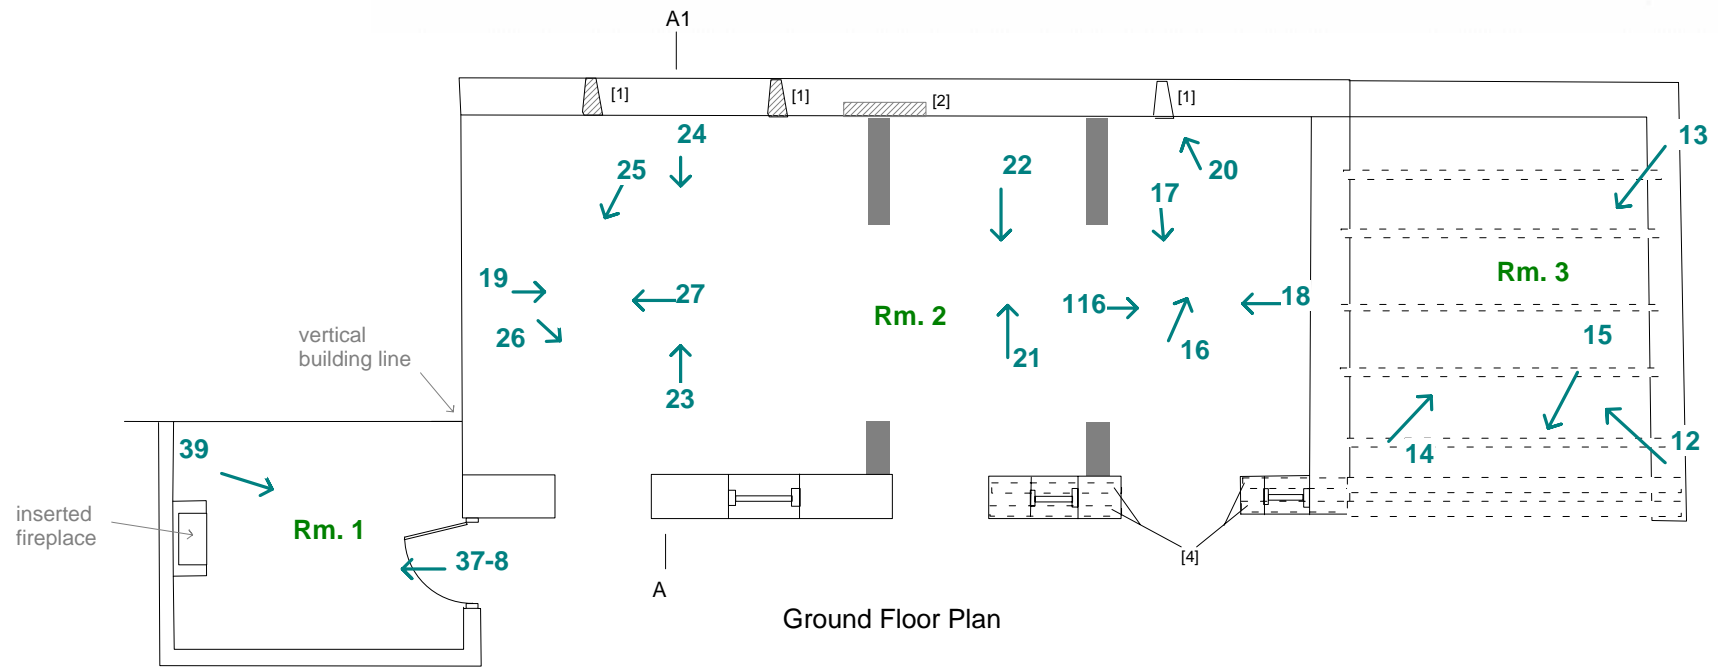 A1
[1]
[1]
[2]
[1]
24
25
22
20
17
13
19
27
26
23
Rm. 2
116
18
21
16
Rm. 3
15
14
12
vertical
building line
39
inserted
fireplace
Rm. 1
37-8
[4]
A
Ground Floor Plan